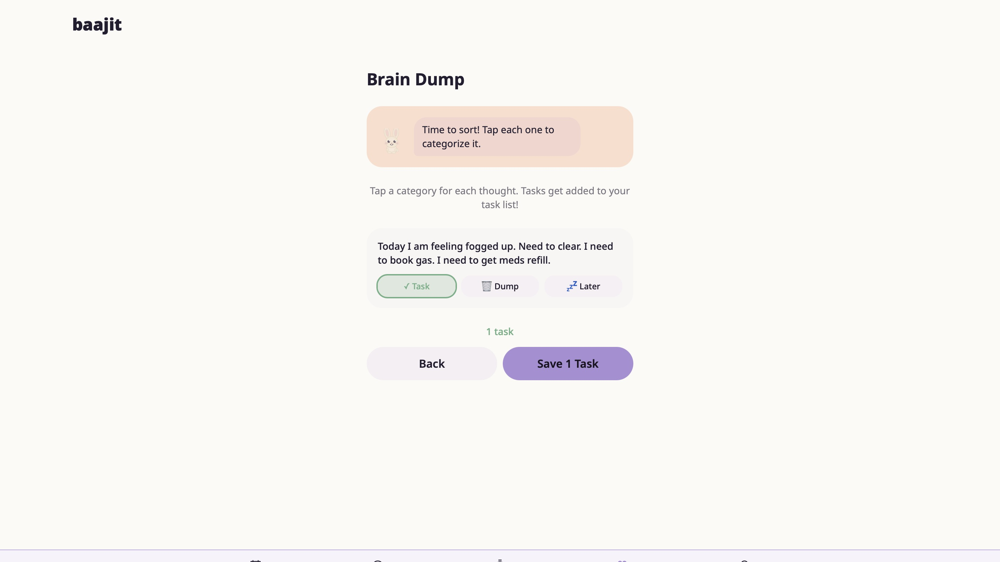 baajit
Brain Dump
Time to sort! Tap each one to
categorize it.
Tap a category for each thought. Tasks get added to your
task list!
Today I am feeling fogged up. Need to clear. I need
to book gas. I need to get meds refill.
✓ Task
🗑️ Dump
💤 Later
1 task
Back
Save 1 Task